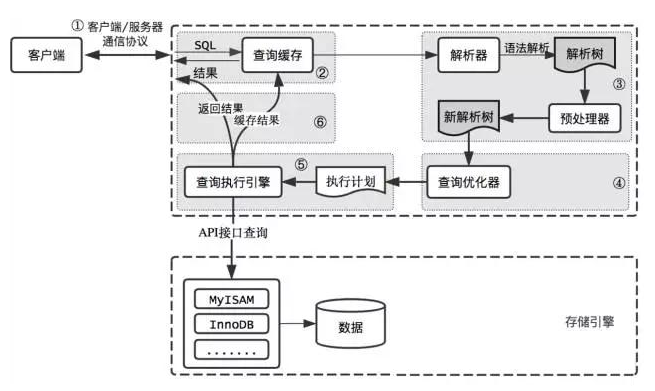 ① 客户端/服务器
通信协议
客户端
SQL
结果
查询缓存
②
解析器
语法解析
解析树
③
新解析树
预处理器
返回结果
缓存结果
⑥
查询执行引擎
⑤
执行计划
查询优化器
④
API接口查询
MyISAM
InnoDB
.......
数据
存储引擎